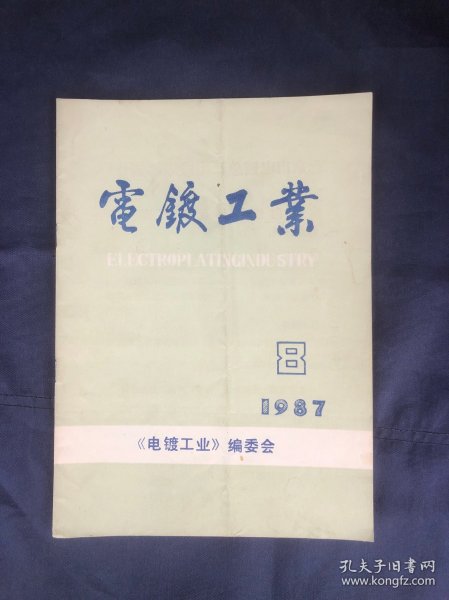 電鍍工業
ELECTROPLATINGINDUSTRY
8
1987
《电镀工业》编委会
孔夫子旧书网
www.kongfz.com